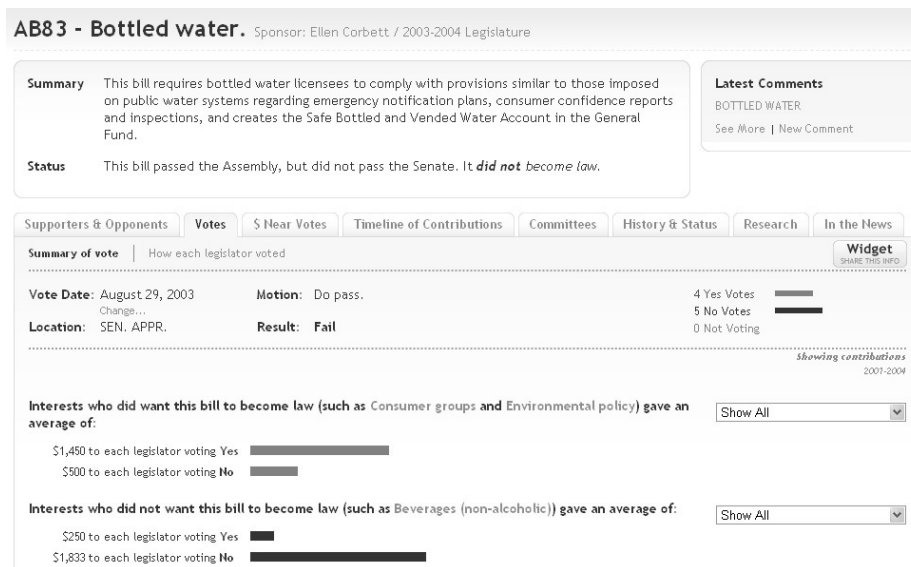 AB83 - Bottled water. Sponsor: Ellen Corbett / 2003-2004 Legislature
Summary This bill requires bottled water licensees to comply with provisions similar to those imposed
on public water systems regarding emergency notification plans, consumer confidence reports
and inspections, and creates the Safe Bottled and Vended Water Account in the General
Fund.
Status This bill passed the Assembly, but did not pass the Senate. It did not become law.
Latest Comments
BOTTLED WATER
See More | New Comment
Supporters & Opponents Votes $ Near Votes Timeline of Contributions Committees History & Status Research In the News
Summary of vote | How each legislator voted
Widget
SHARE THIS INFO
Vote Date: August 29, 2003 Motion: Do pass.
Change...
Location: SEN. APPR. Result: Fail
4 Yes Votes
5 No Votes
0 Not Voting
Showing contributions
2001-2004
Interests who did want this bill to become law (such as Consumer groups and Environmental policy) gave an
average of:
Show All
$1,450 to each legislator voting Yes
$500 to each legislator voting No
Interests who did not want this bill to become law (such as Beverages (non-alcoholic)) gave an average of:
Show All
$250 to each legislator voting Yes
$1,833 to each legislator voting No